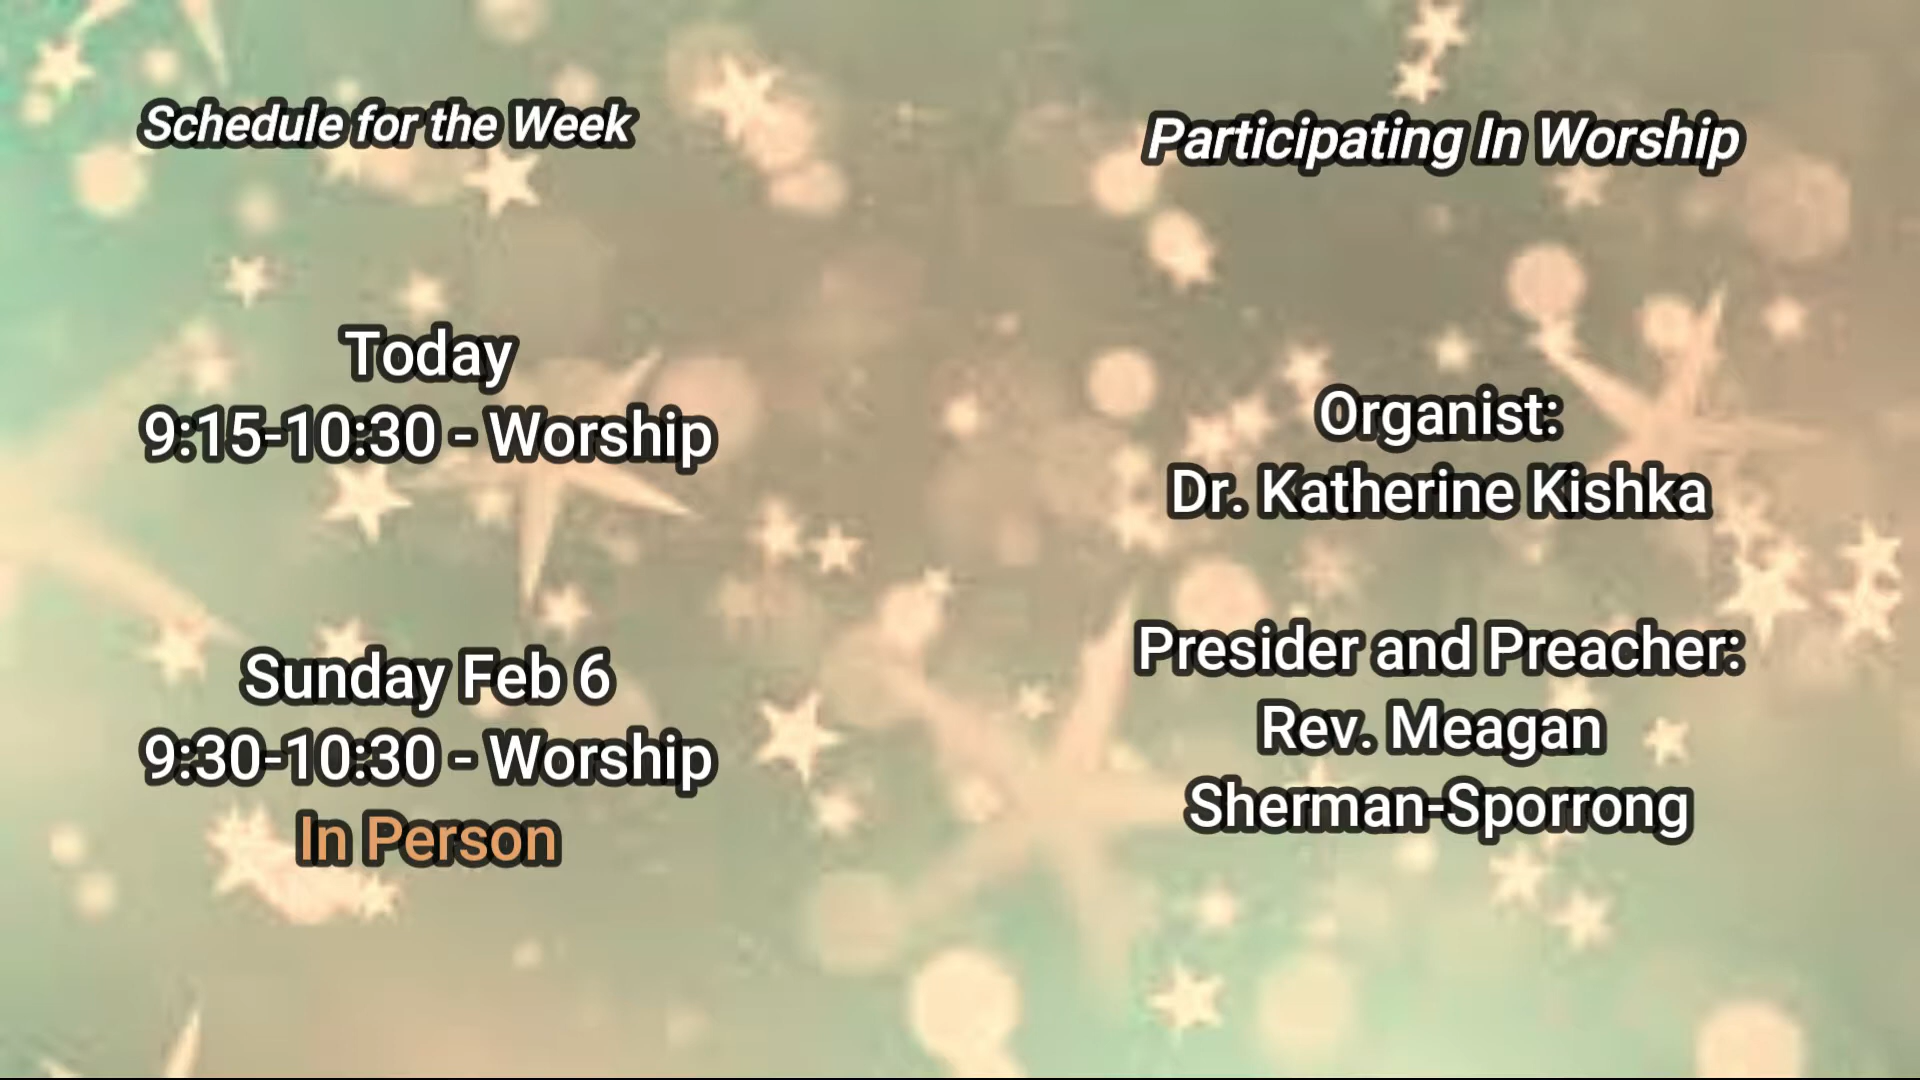 Schedule for the Week
Today
9:15-10:30 - Worship
Sunday Feb 6
9:30-10:30 - Worship
In Person
Participating In Worship
Organist:
Dr. Katherine Kishka
Presider and Preacher:
Rev. Meagan
Sherman-Sporrong